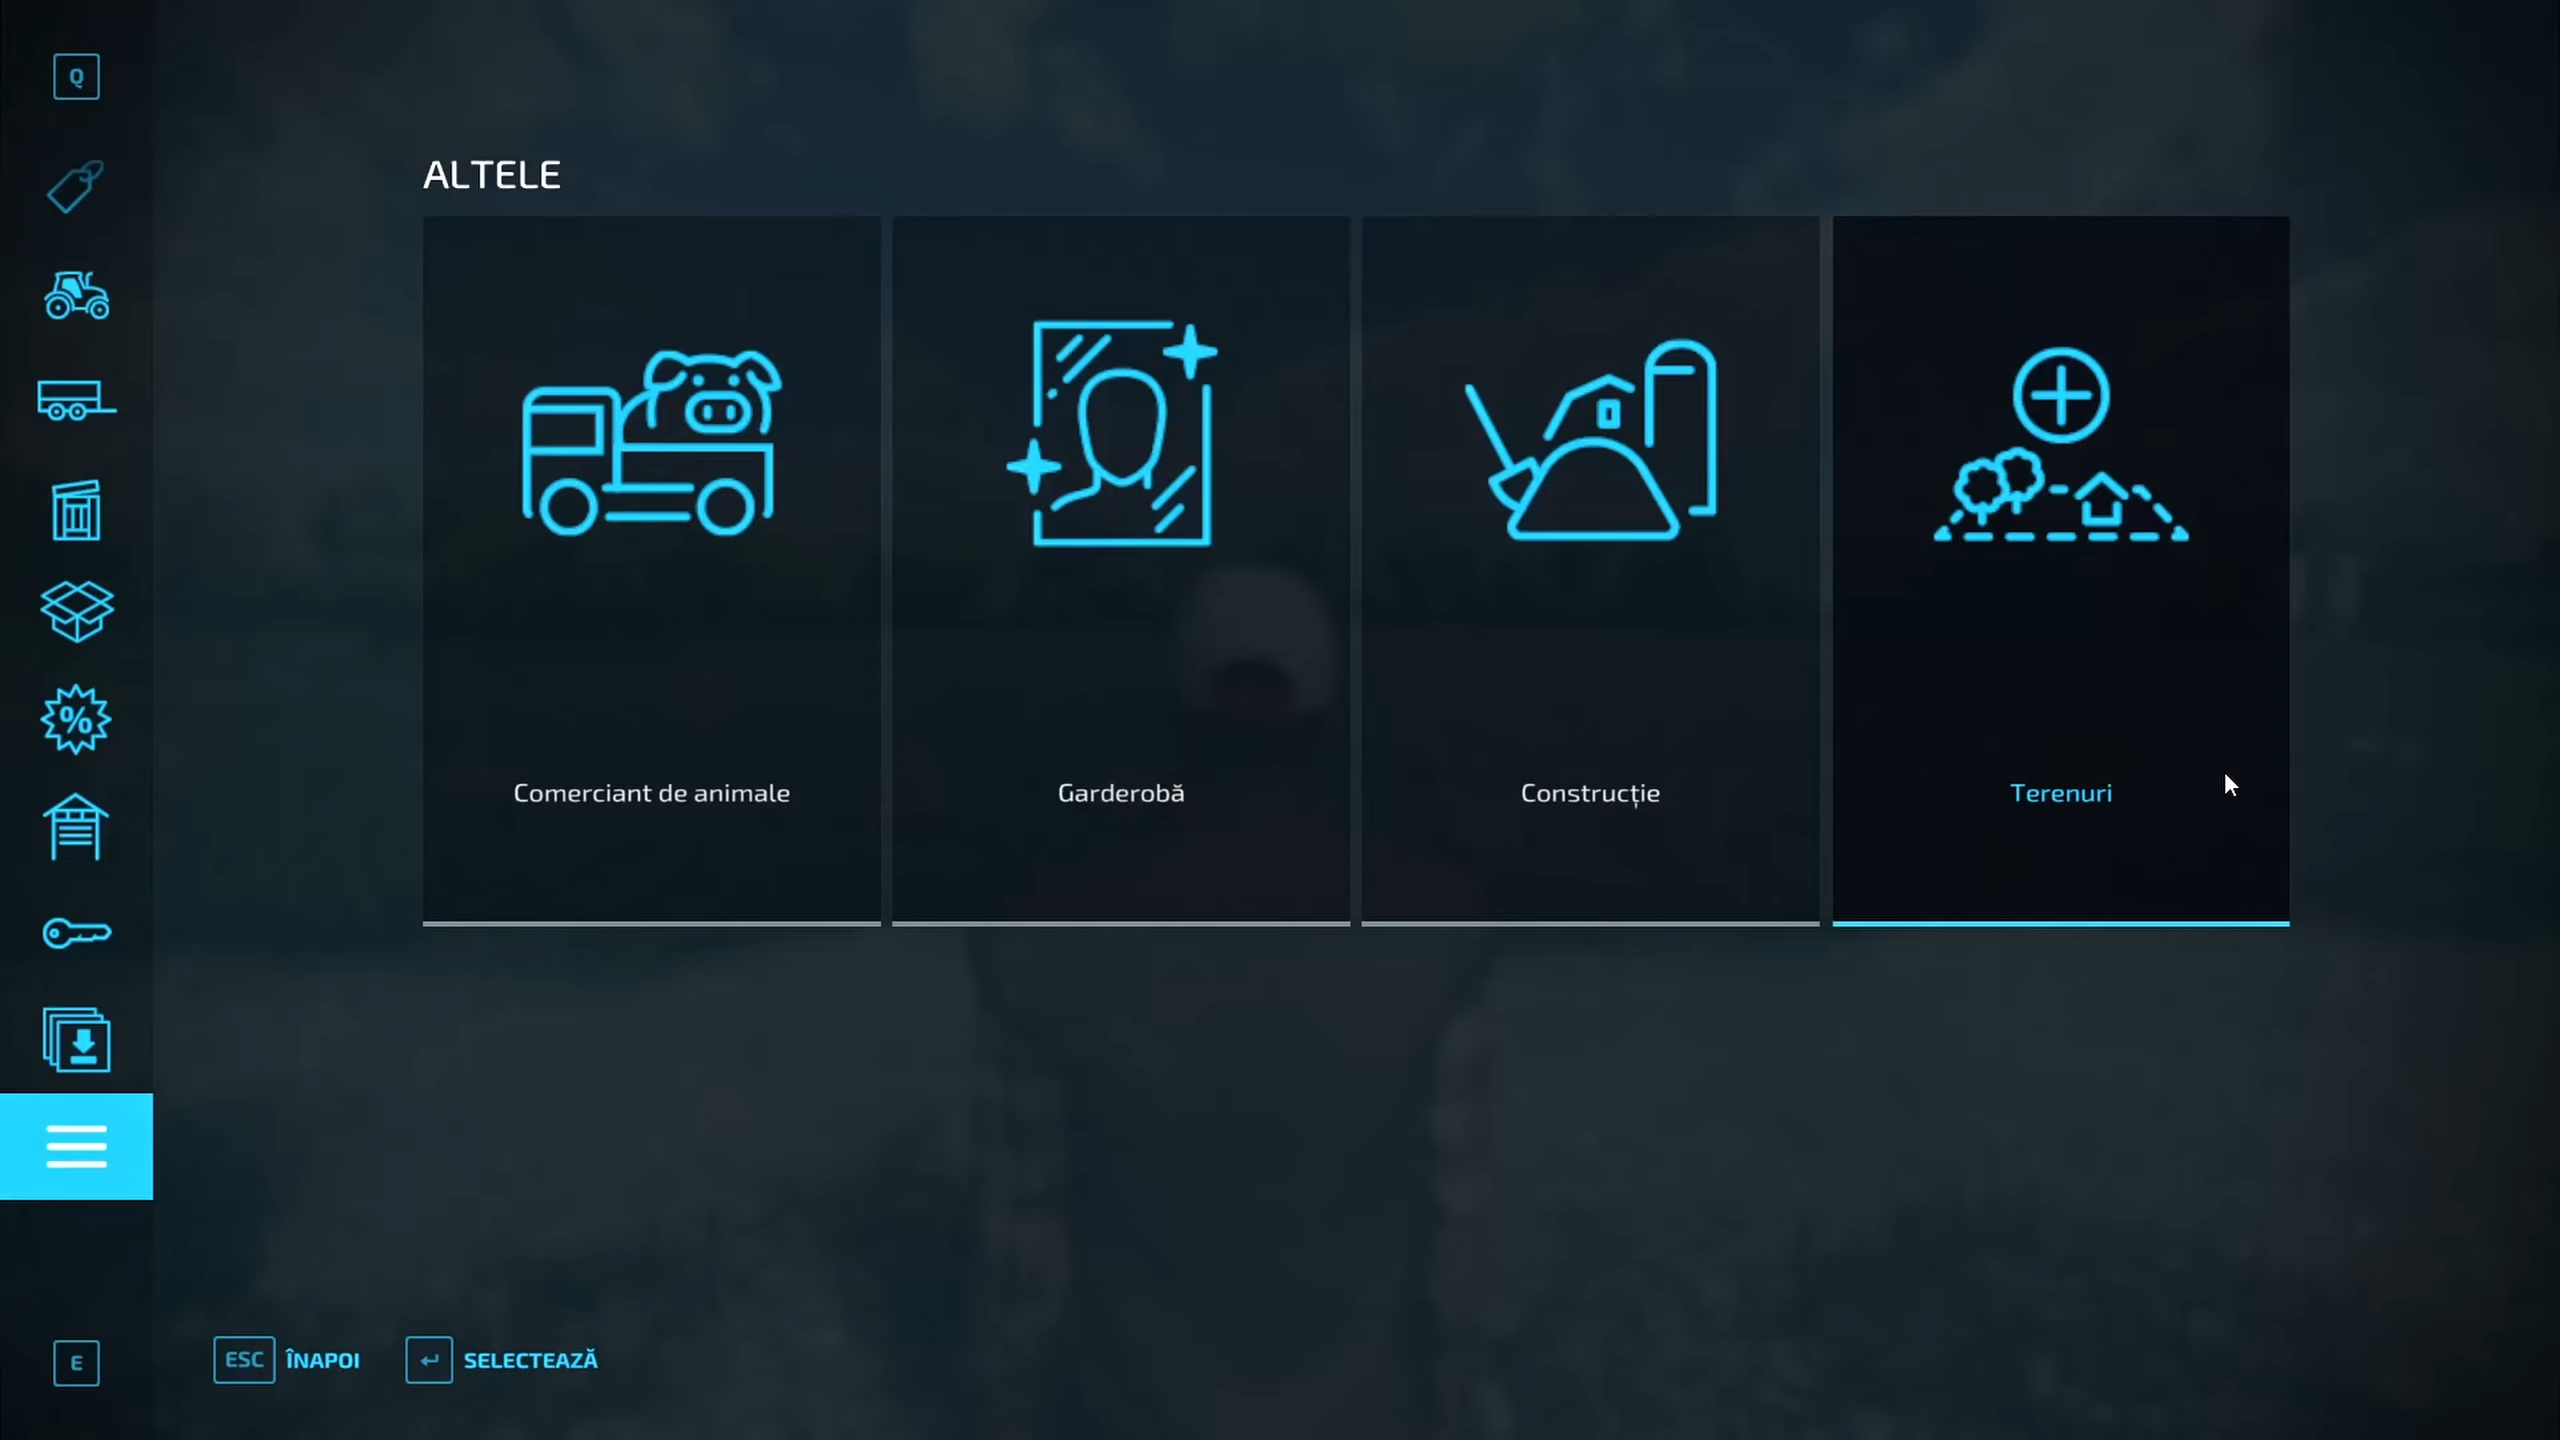 Q
ALTELE
%
Comerciant de animale
Garderobă
Construcție
Terenuri
E
ESC ÎNAPOI
↵ SELECTEAZĂ